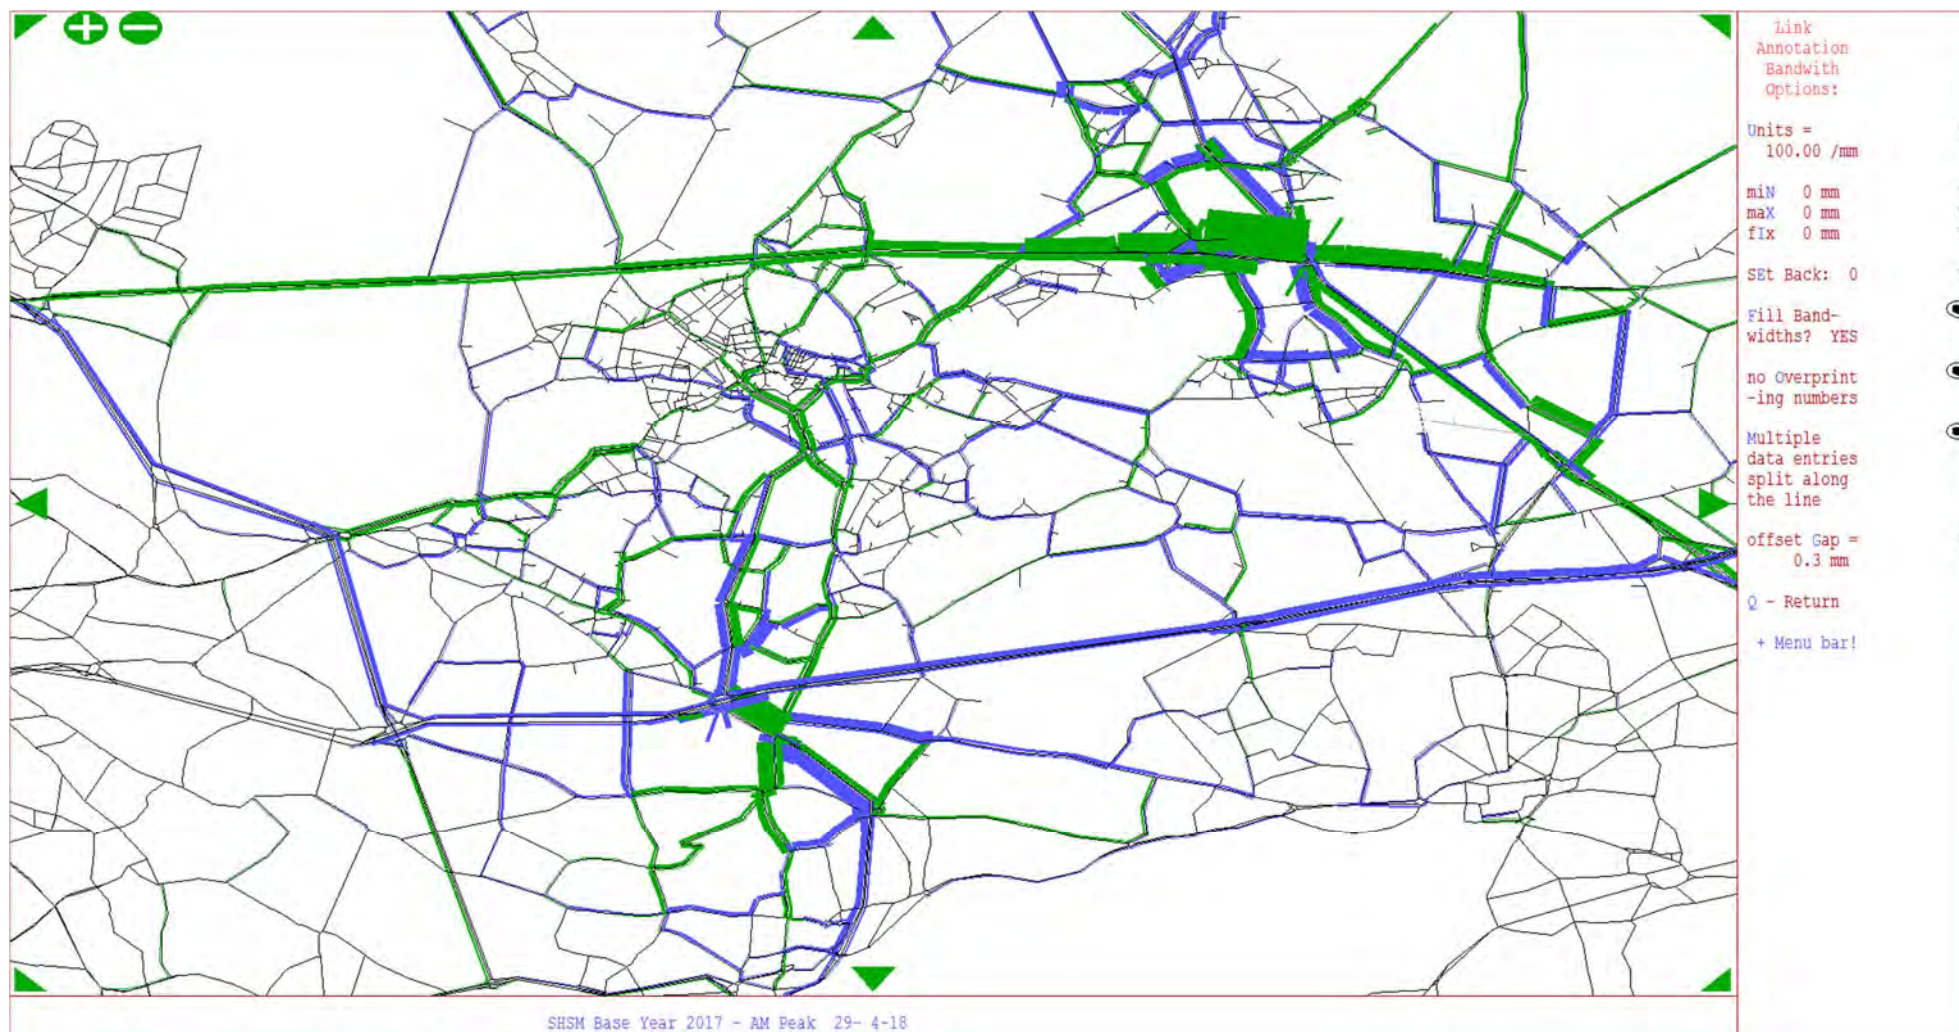 Link
Annotation
Bandwith
Options:
Units =
100.00 /mm
miN 0 mm
maX 0 mm
fIx 0 mm
SEt Back: 0
Fill Band-
widths? YES
no Overprint
-ing numbers
Multiple
data entries
split along
the line
offset Gap =
0.3 mm
Q - Return
+ Menu bar!
SHSM Base Year 2017 - AM Peak 29- 4-18